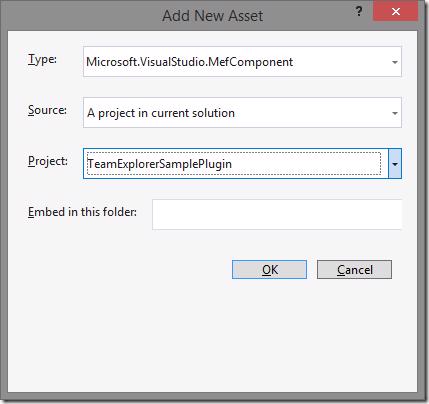 Add New Asset
?
Type: Microsoft.VisualStudio.MefComponent
Source: A project in current solution
Project: TeamExplorerSamplePlugin
Embed in this folder:
OK Cancel